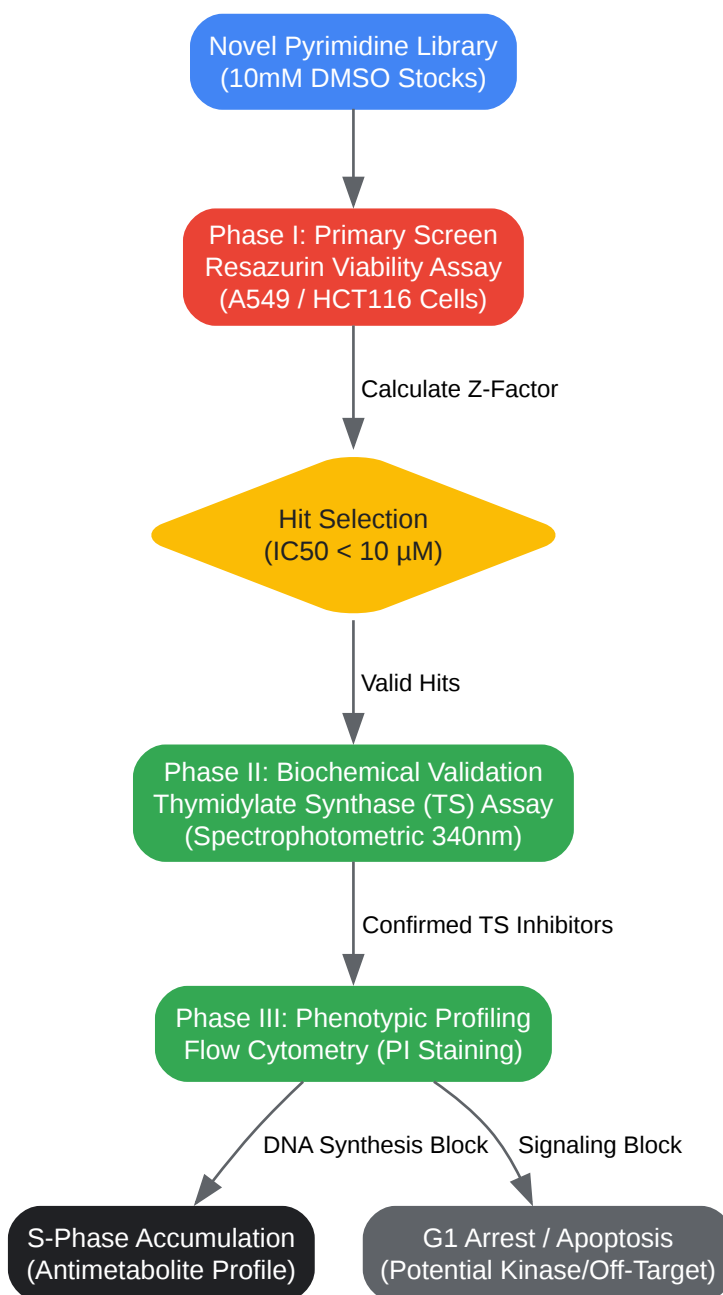 Novel Pyrimidine Library
(10mM DMSO Stocks)
Phase I: Primary Screen
Resazurin Viability Assay
(A549 / HCT116 Cells)
Calculate Z-Factor
Hit Selection
(IC50 < 10 µM)
Valid Hits
Phase II: Biochemical Validation
Thymidylate Synthase (TS) Assay
(Spectrophotometric 340nm)
Confirmed TS Inhibitors
Phase III: Phenotypic Profiling
Flow Cytometry (PI Staining)
DNA Synthesis Block
Signaling Block
S-Phase Accumulation
(Antimetabolite Profile)
G1 Arrest / Apoptosis
(Potential Kinase/Off-Target)